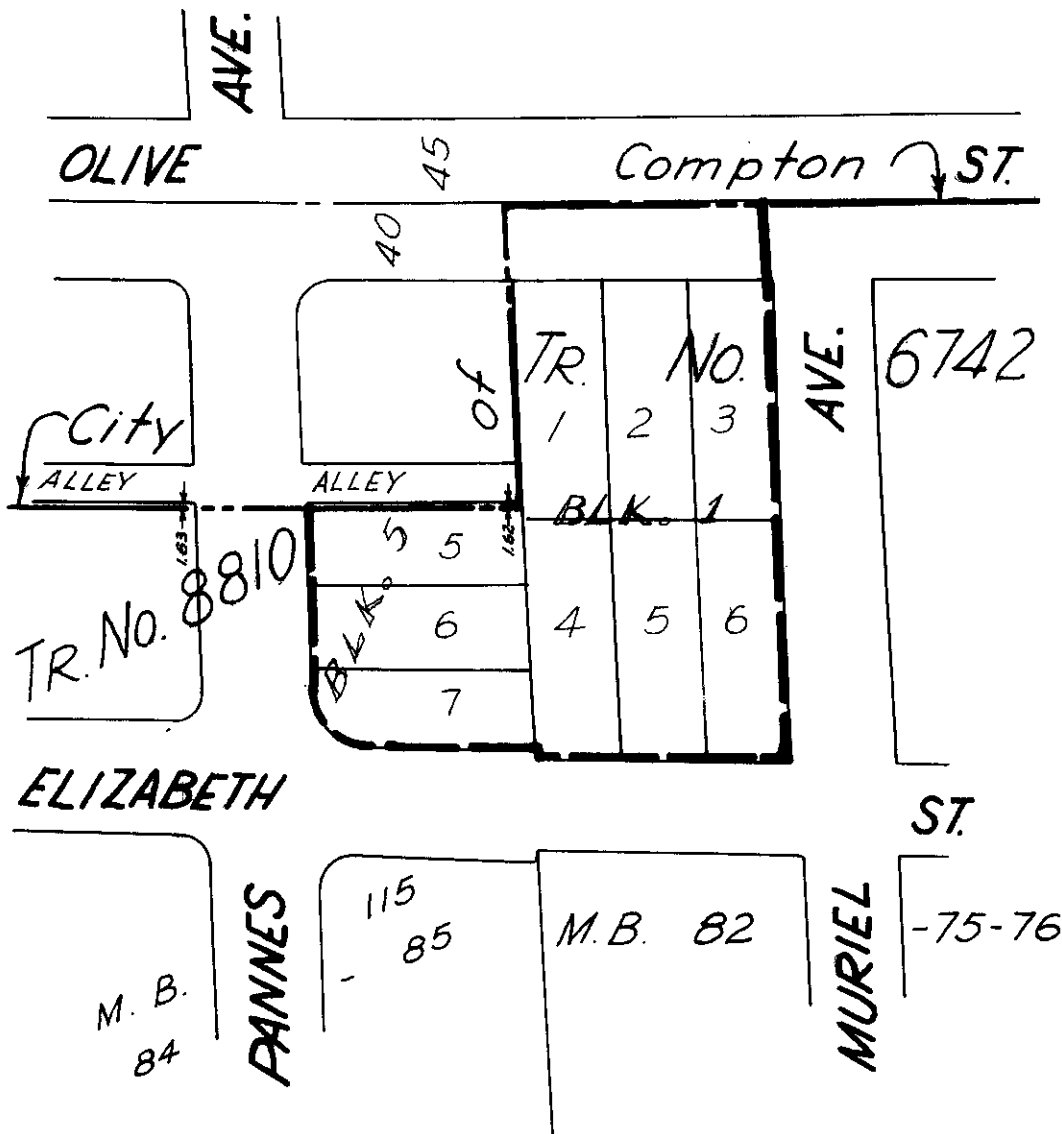 AVE.
OLIVE
45
Compton
ST.
40
of
TR. No. 6742
AVE.
1 2 3
City
ALLEY
ALLEY
1.63
1.62
BLK. 1
BLK. 5
5
6
7
4 5 6
TR. No. 8810
ELIZABETH
ST.
PANNES
115
85
-
M.B. 82
-75-76
MURIEL
M. B.
84